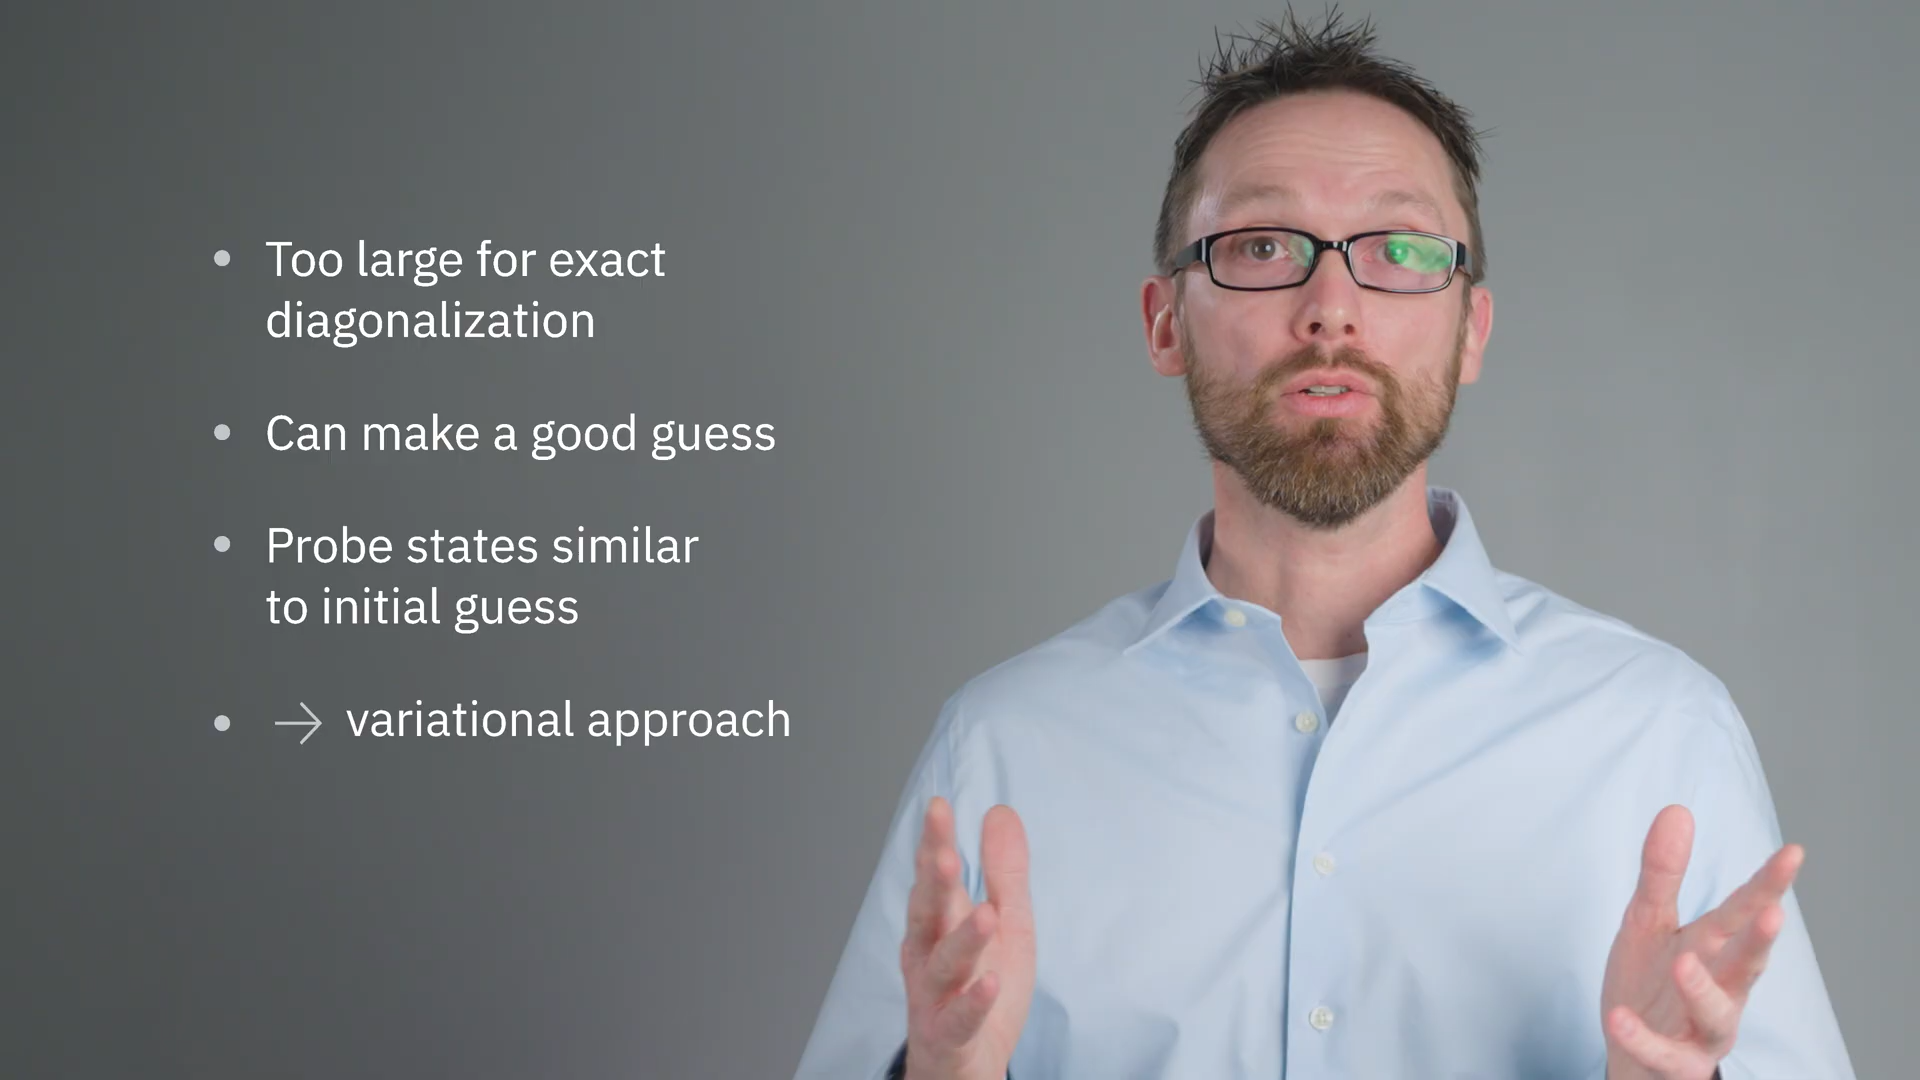 • Too large for exact
diagonalization
• Can make a good guess
• Probe states similar
to initial guess
• → variational approach